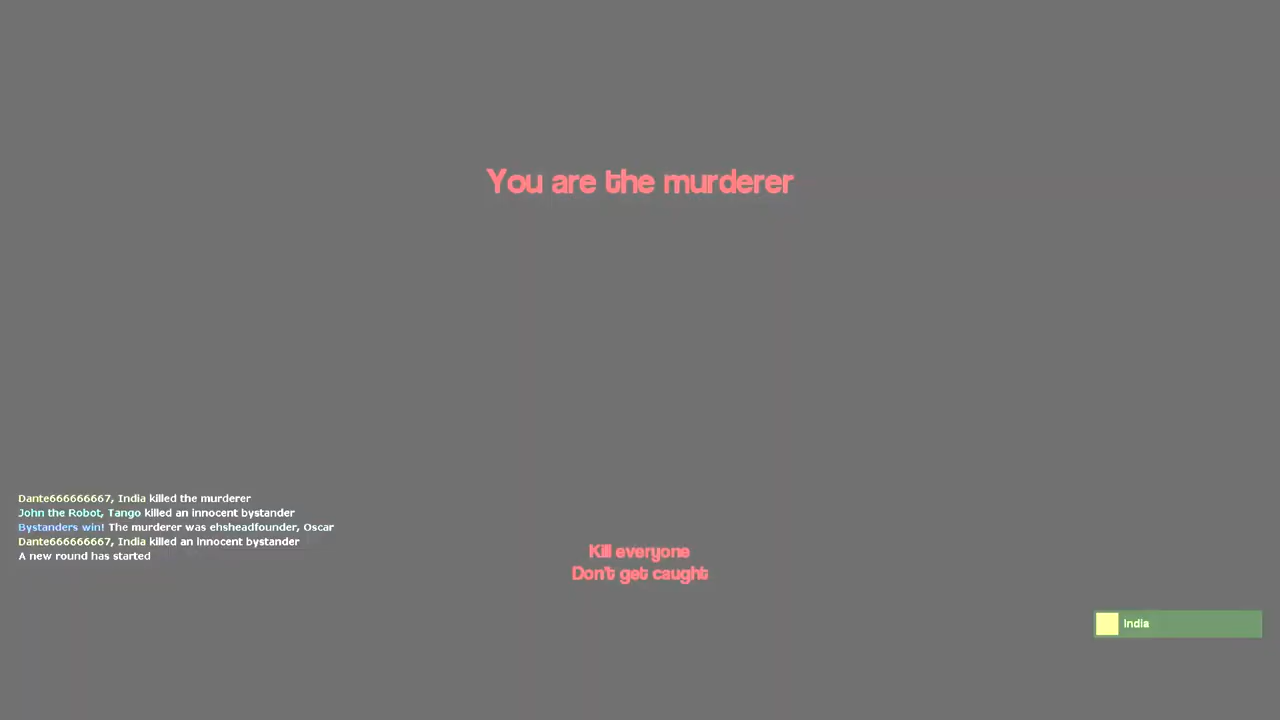 You are the murderer
Dante666666667, India killed the murderer
John the Robot, Tango killed an innocent bystander
Bystanders win! The murderer was ehsheadfounder, Oscar
Dante666666667, India killed an innocent bystander
A new round has started
Kill everyone
Don't get caught
India